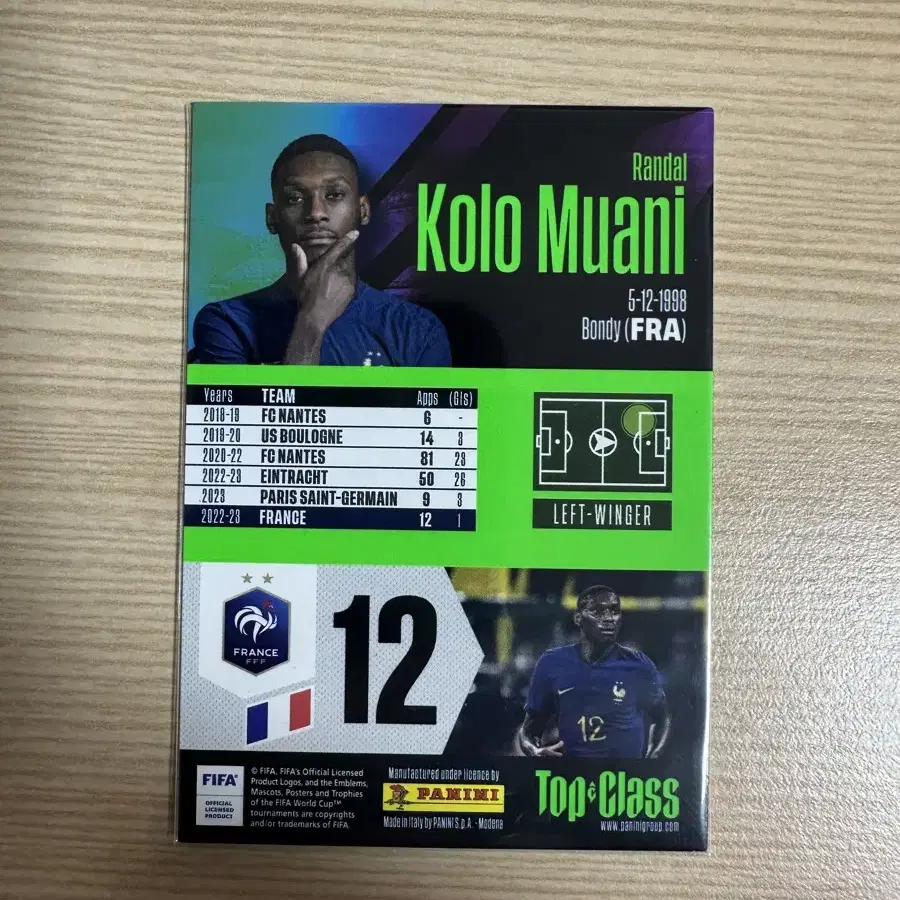 Randal
Kolo Muani
5-12-1998
Bondy (FRA)
Years TEAM Apps (Gls)
2018-19 FC NANTES 6 -
2019-20 US BOULOGNE 14 3
2020-22 FC NANTES 81 23
2022-23 EINTRACHT 50 26
2023 PARIS SAINT-GERMAIN 9 3
2022-23 FRANCE 12 1
LEFT-WINGER
FRANCE
FFF
12
12
FIFA
OFFICIAL
LICENSED
PRODUCT
© FIFA, FIFA's Official Licensed
Product Logos, and the Emblems,
Mascots, Posters and Trophies
of the FIFA World Cup™
tournaments are copyrights
and/or trademarks of FIFA.
Manufactured under licence by
PANINI
Made in Italy by PANINI S.p.A. - Modena
Top Class
www.paninigroup.com